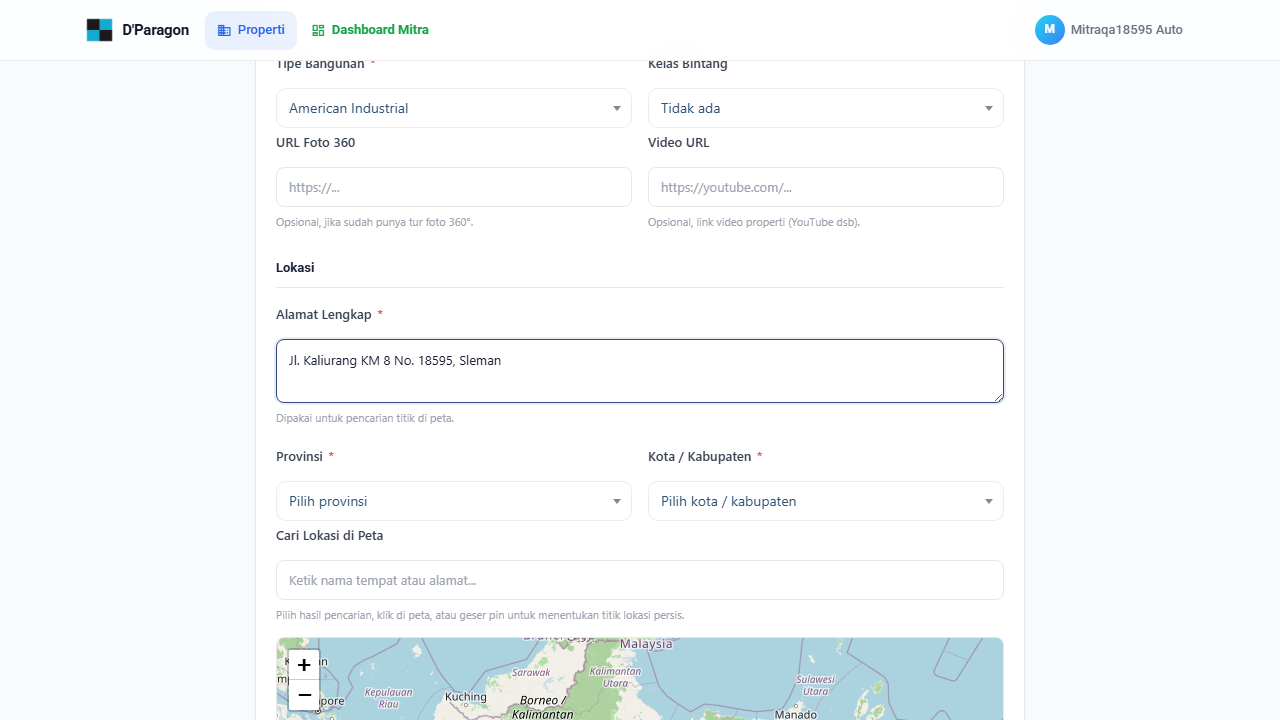 D'Paragon
Properti
Dashboard Mitra
M
Mitraqa18595 Auto
Tipe Bangunan *
Kelas Bintang
American Industrial
Tidak ada
URL Foto 360
Video URL
https://...
https://youtube.com/...
Opsional, jika sudah punya tur foto 360°.
Opsional, link video properti (YouTube dsb).
Lokasi
Alamat Lengkap *
Jl. Kaliurang KM 8 No. 18595, Sleman
Dipakai untuk pencarian titik di peta.
Provinsi *
Kota / Kabupaten *
Pilih provinsi
Pilih kota / kabupaten
Cari Lokasi di Peta
Ketik nama tempat atau alamat...
Pilih hasil pencarian, klik di peta, atau geser pin untuk menentukan titik lokasi persis.
Malaysia
+
Sarawak
Kalimantan
Utara
Sulawesi
Utara
Kepulauan
Riau
Kuching
−
Borneo /
Kalimantan
Manado